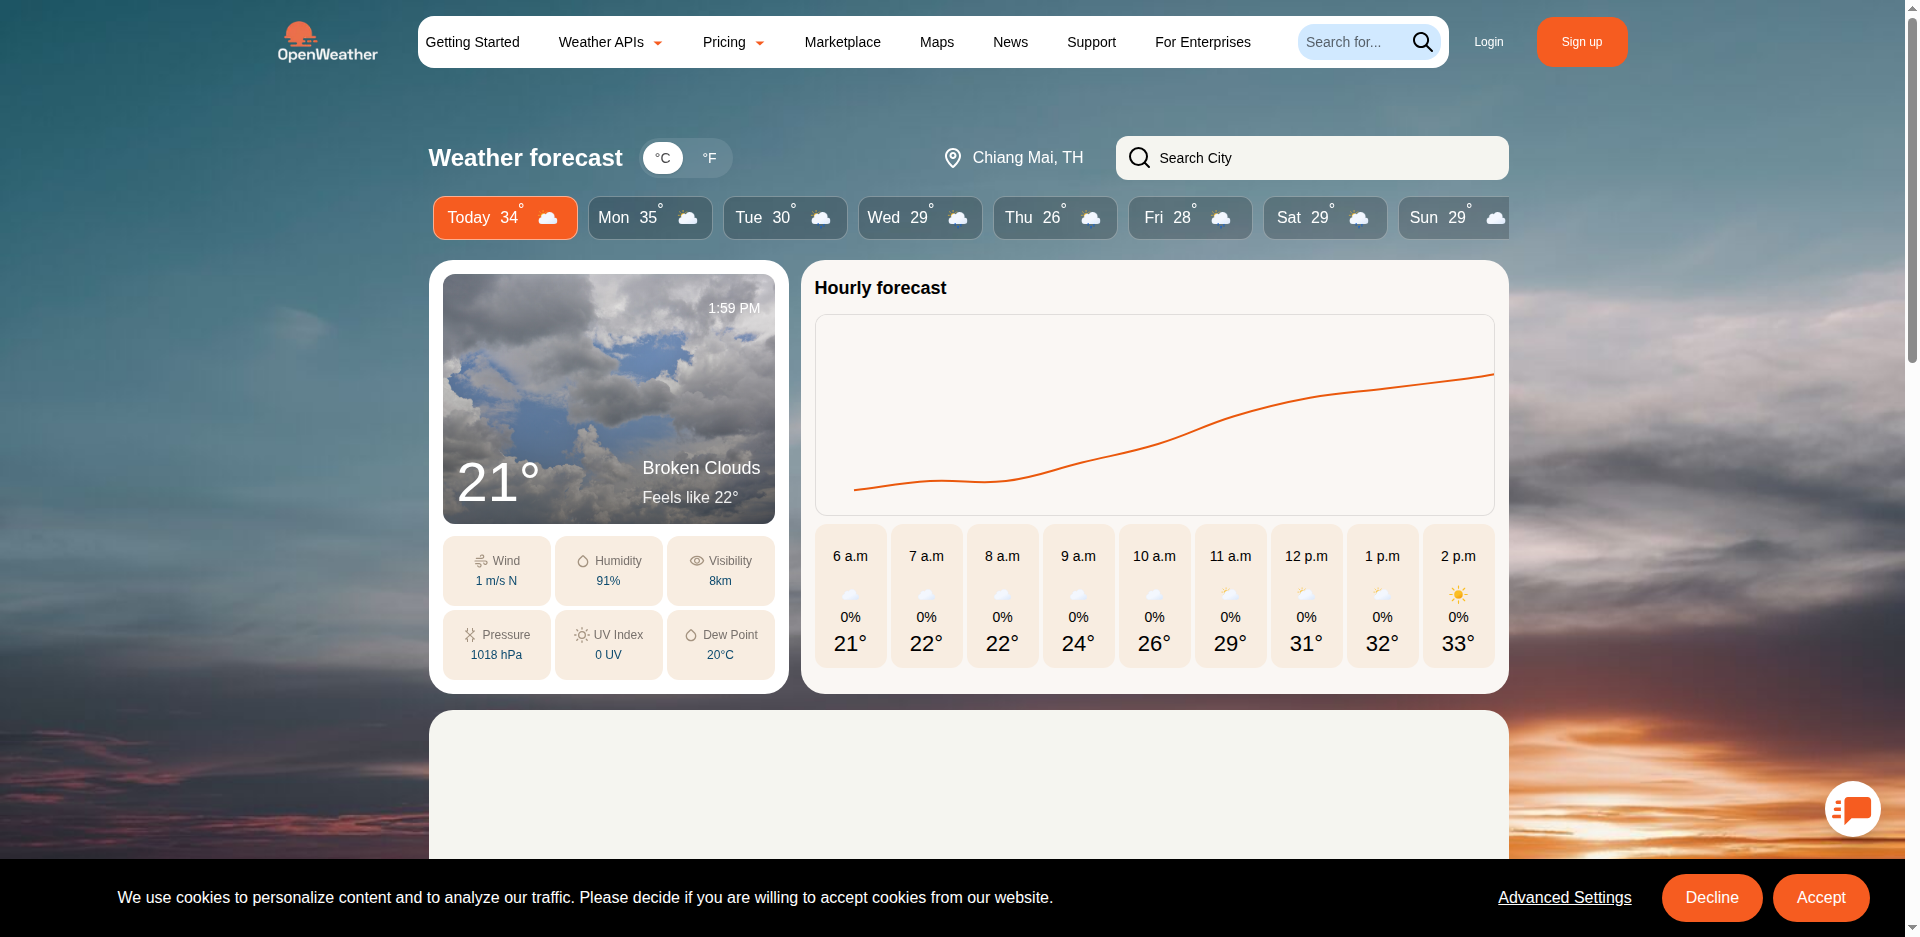 OpenWeather
Getting Started Weather APIs Pricing Marketplace Maps News Support For Enterprises Search for... Login Sign up
Weather forecast °C °F Chiang Mai, TH Search City
Today 34° Mon 35° Tue 30° Wed 29° Thu 26° Fri 28° Sat 29° Sun 29°
1:59 PM
21° Broken Clouds
Feels like 22°
Wind Humidity Visibility
1 m/s N 91% 8km
Pressure UV Index Dew Point
1018 hPa 0 UV 20°C
Hourly forecast
6 a.m 7 a.m 8 a.m 9 a.m 10 a.m 11 a.m 12 p.m 1 p.m 2 p.m
0% 0% 0% 0% 0% 0% 0% 0% 0%
21° 22° 22° 24° 26° 29° 31° 32° 33°
We use cookies to personalize content and to analyze our traffic. Please decide if you are willing to accept cookies from our website. Advanced Settings Decline Accept